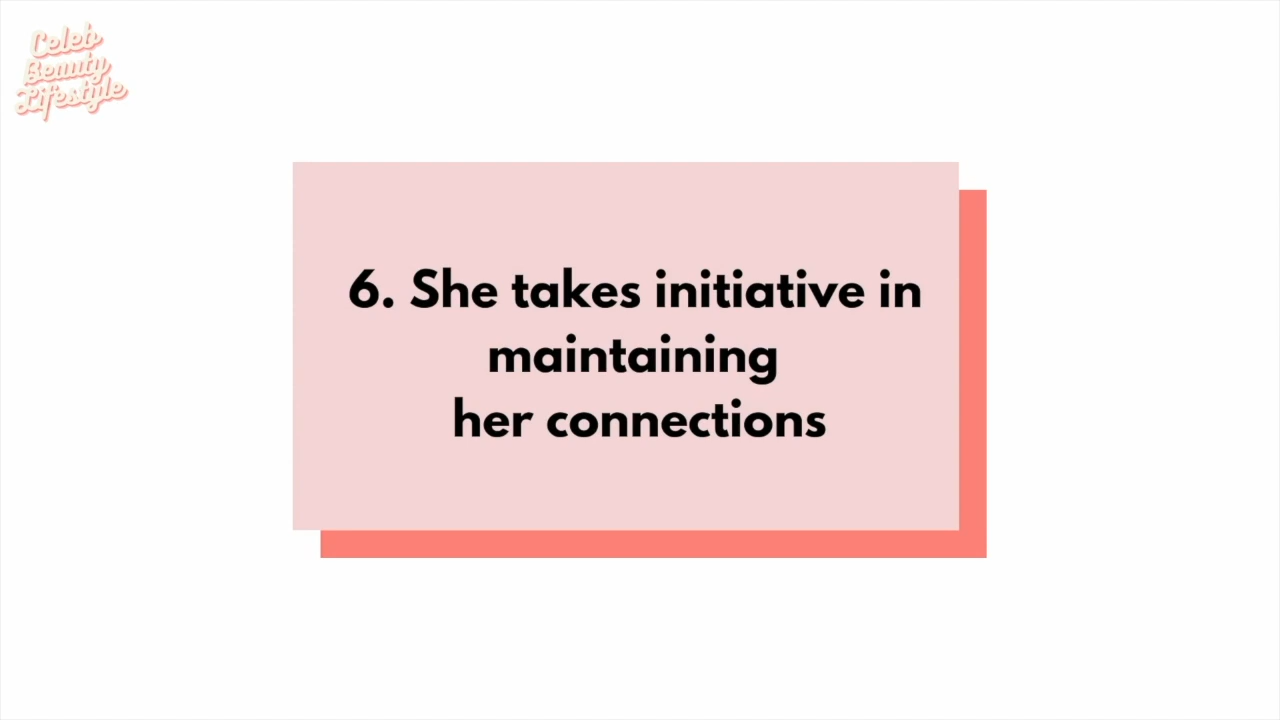 Celeb
Beauty
Lifestyle
6. She takes initiative in
maintaining
her connections